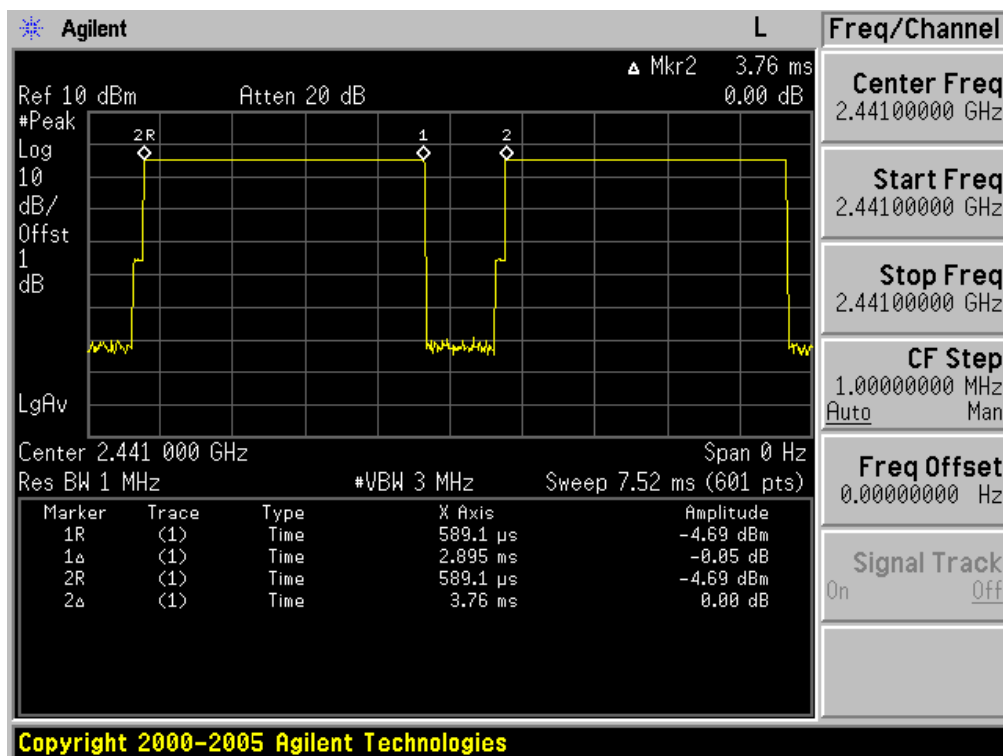 Agilent L
Freq/Channel
Δ Mkr2 3.76 ms
Ref 10 dBm Atten 20 dB 0.00 dB
#Peak
Log
10
dB/
Offst
1
dB
LgAv
2R 1 2
Center 2.441 000 GHz Span 0 Hz
Res BW 1 MHz #VBW 3 MHz Sweep 7.52 ms (601 pts)
Marker Trace Type X Axis Amplitude
1R (1) Time 589.1 µs -4.69 dBm
1Δ (1) Time 2.895 ms -0.05 dB
2R (1) Time 589.1 µs -4.69 dBm
2Δ (1) Time 3.76 ms 0.00 dB
Center Freq
2.44100000 GHz
Start Freq
2.44100000 GHz
Stop Freq
2.44100000 GHz
CF Step
1.00000000 MHz
Auto Man
Freq Offset
0.00000000 Hz
Signal Track
On Off
Copyright 2000-2005 Agilent Technologies